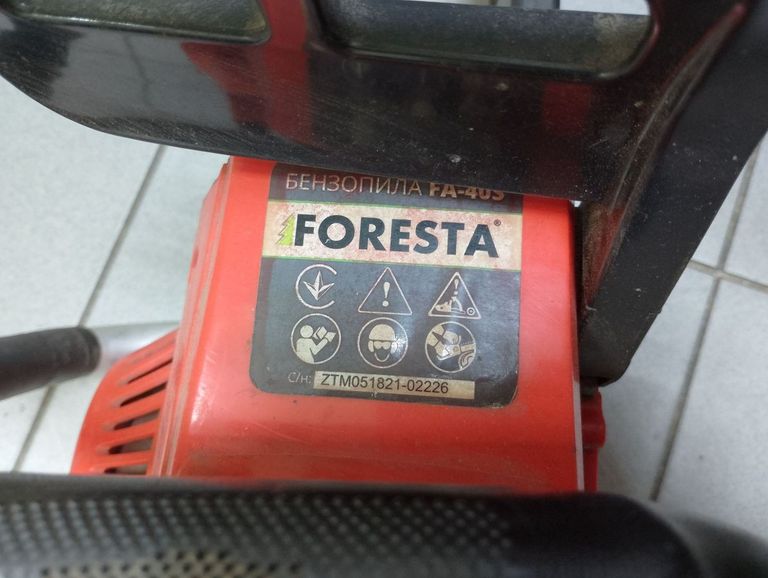 БЕНЗОПИЛА FA-40S
FORESTA®
С/Н: ZTM051821-02226